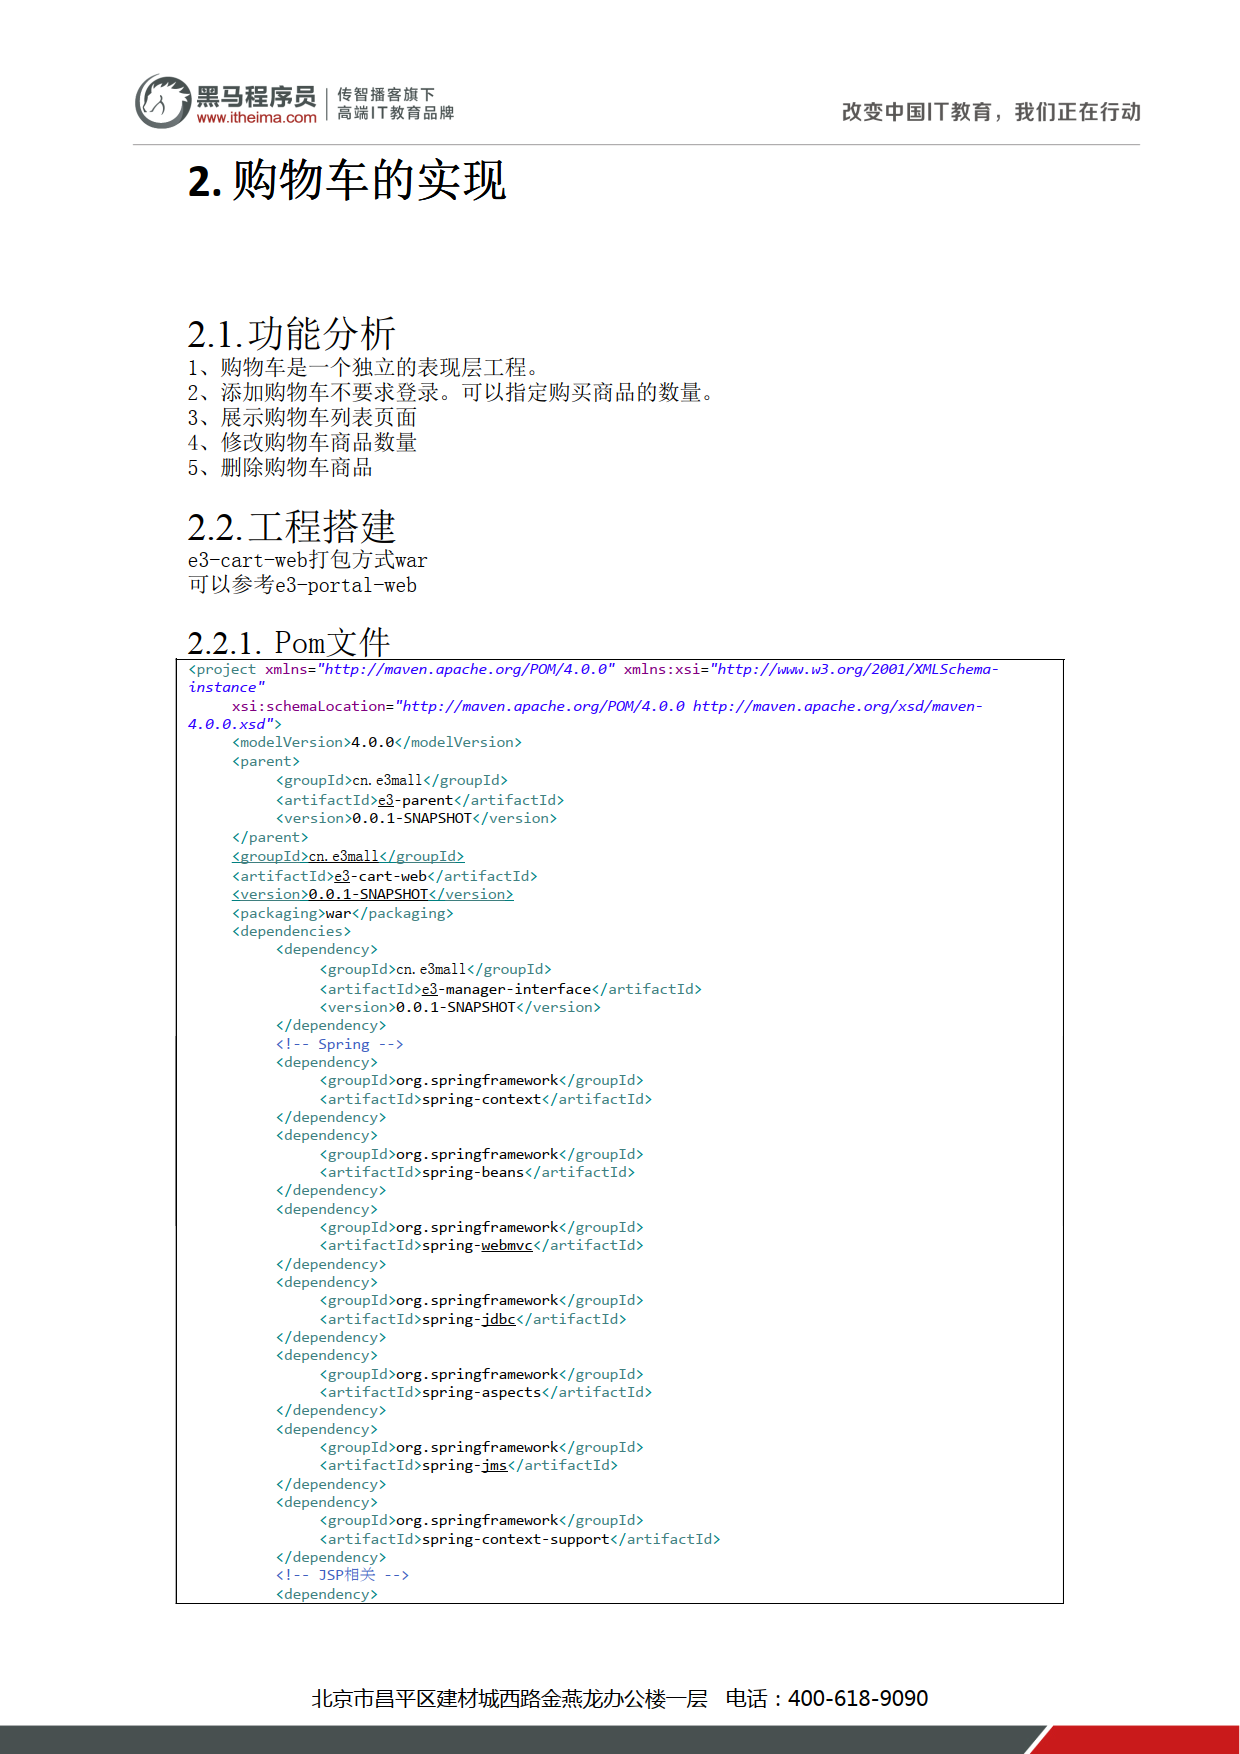 黑马程序员
www.itheima.com
传智播客旗下
高端IT教育品牌
改变中国IT教育，我们正在行动
2. 购物车的实现
2.1. 功能分析
1、购物车是一个独立的表现层工程。
2、添加购物车不要求登录。可以指定购买商品的数量。
3、展示购物车列表页面
4、修改购物车商品数量
5、删除购物车商品
2.2. 工程搭建
e3-cart-web打包方式war
可以参考e3-portal-web
2.2.1. Pom文件
<project xmlns="http://maven.apache.org/POM/4.0.0" xmlns:xsi="http://www.w3.org/2001/XMLSchema-
instance"
xsi:schemaLocation="http://maven.apache.org/POM/4.0.0 http://maven.apache.org/xsd/maven-
4.0.0.xsd">
<modelVersion>4.0.0</modelVersion>
<parent>
<groupId>cn.e3mall</groupId>
<artifactId>e3-parent</artifactId>
<version>0.0.1-SNAPSHOT</version>
</parent>
<groupId>cn.e3mall</groupId>
<artifactId>e3-cart-web</artifactId>
<version>0.0.1-SNAPSHOT</version>
<packaging>war</packaging>
<dependencies>
<dependency>
<groupId>cn.e3mall</groupId>
<artifactId>e3-manager-interface</artifactId>
<version>0.0.1-SNAPSHOT</version>
</dependency>
<!-- Spring -->
<dependency>
<groupId>org.springframework</groupId>
<artifactId>spring-context</artifactId>
</dependency>
<dependency>
<groupId>org.springframework</groupId>
<artifactId>spring-beans</artifactId>
</dependency>
<dependency>
<groupId>org.springframework</groupId>
<artifactId>spring-webmvc</artifactId>
</dependency>
<dependency>
<groupId>org.springframework</groupId>
<artifactId>spring-jdbc</artifactId>
</dependency>
<dependency>
<groupId>org.springframework</groupId>
<artifactId>spring-aspects</artifactId>
</dependency>
<dependency>
<groupId>org.springframework</groupId>
<artifactId>spring-jms</artifactId>
</dependency>
<dependency>
<groupId>org.springframework</groupId>
<artifactId>spring-context-support</artifactId>
</dependency>
<!-- JSP相关 -->
<dependency>
北京市昌平区建材城西路金燕龙办公楼一层 电话：400-618-9090